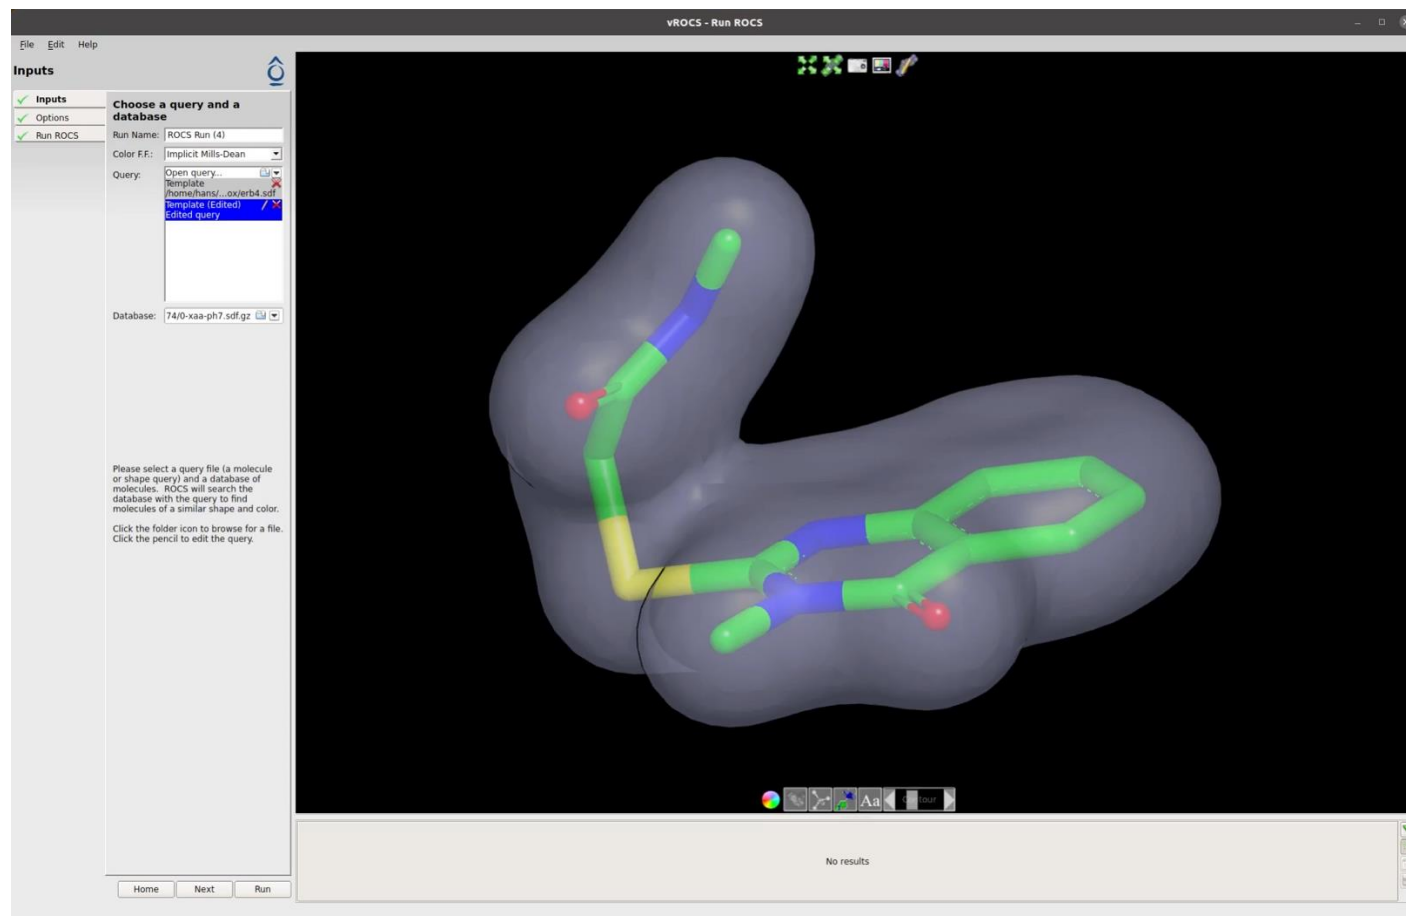 vROCS - Run ROCS
File Edit Help
Inputs
Inputs
Options
Run ROCS
Choose a query and a
database
Run Name: ROCS Run (4)
Color F.F.: Implicit Mills-Dean
Query: Open query...
Template
/home/hans/...ox/erb4.sdf
Template (Edited)
Edited query
Database: 74/0-xaa-ph7.sdf.gz
Please select a query file (a molecule
or shape query) and a database of
molecules. ROCS will search the
database with the query to find
molecules of a similar shape and color.
Click the folder icon to browse for a file.
Click the pencil to edit the query.
Aa
No results
Home Next Run